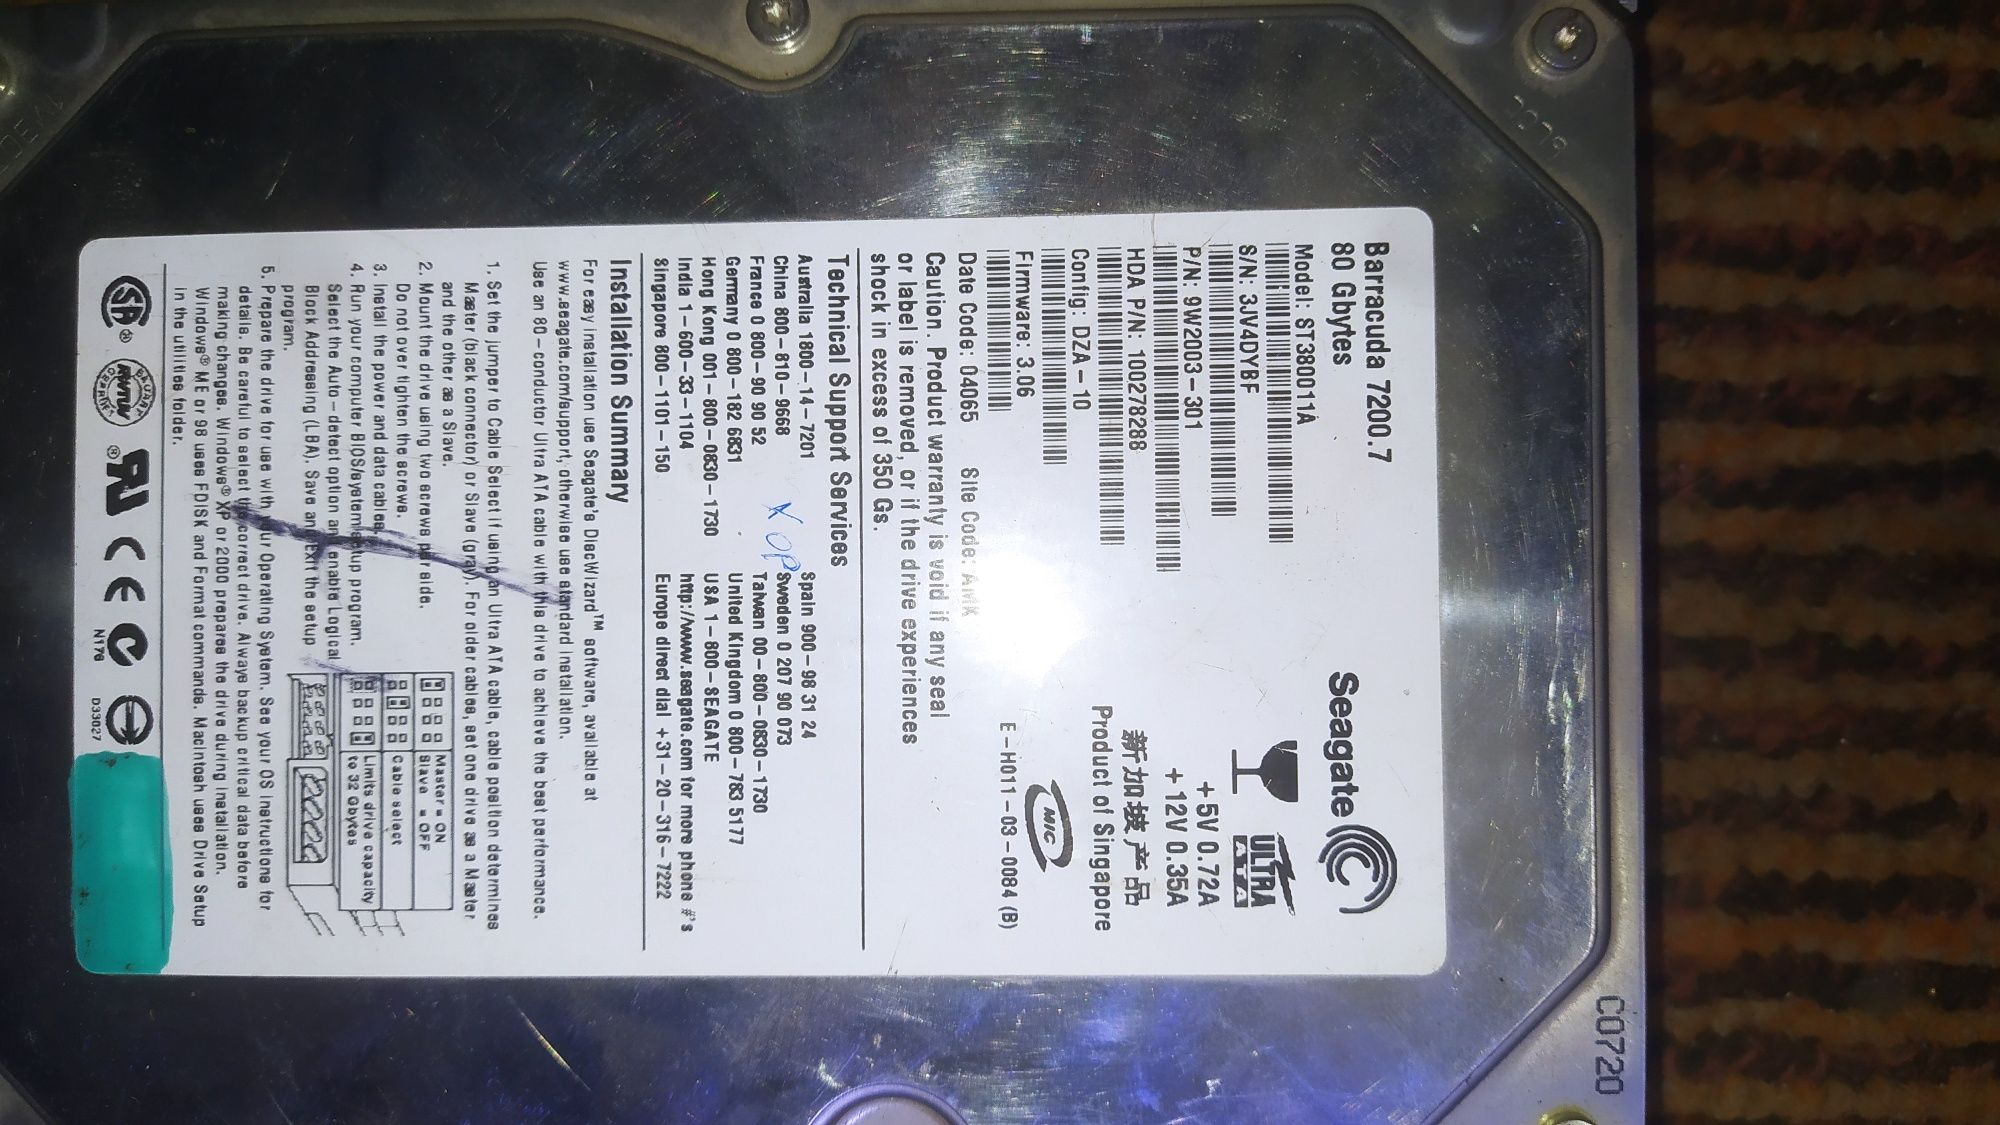 Barracuda 7200.7
80 Gbytes
Model: ST380011A
S/N: 3JV4DY8F
P/N: 9W2003-301
HDA P/N: 100278288
Config: DZA-10
Firmware: 3.06
Date Code: 04065 Site Code: AMK
Seagate
ULTRA
ATA
+5V 0.72A
+12V 0.35A
新加坡产品
Product of Singapore
MIC
E-H011-03-0084 (B)
Caution. Product warranty is void if any seal
or label is removed, or if the drive experiences
shock in excess of 350 Gs.
Technical Support Services
Australia 1800-14-7201
China 800-810-9668
France 0 800-90 90 52
Germany 0 800-182 6831
Hong Kong 001-800-0830-1730
India 1-600-33-1104
Singapore 800-1101-150
Spain 900-98 31 24
Sweden 0 207 90 073
Taiwan 00-800-0830-1730
United Kingdom 0 800-783 5177
USA 1-800-SEAGATE
http://www.seagate.com for more phone #'s
Europe direct dial +31-20-316-7222
Installation Summary
For easy installation use Seagate's DiscWizard™ software, available at
www.seagate.com/support, otherwise use standard installation.
Use an 80-conductor Ultra ATA cable with this drive to achieve the best performance.
1. Set the jumper to Cable Select if using an Ultra ATA cable, cable position determines
Master (black connector) or Slave (gray). For older cables, set one drive as a Master
and the other as a Slave.
2. Mount the drive using two screws per side.
Do not over tighten the screws.
3. Install the power and data cables.
4. Run your computer BIOS/system setup program.
Select the Auto-detect option and enable Logical
Block Addressing (LBA). Save and Exit the setup
program.
Master = ON
Slave = OFF
Cable select
Limits drive capacity
to 32 Gbytes
5. Prepare the drive for use with your Operating System. See your OS instructions for
details. Be careful to select the correct drive. Always backup critical data before
making changes. Windows® XP or 2000 prepares the drive during installation.
Windows® ME or 98 uses FDISK and Format commands. Macintosh uses Drive Setup
in the utilities folder.
N176
D33027
C0720